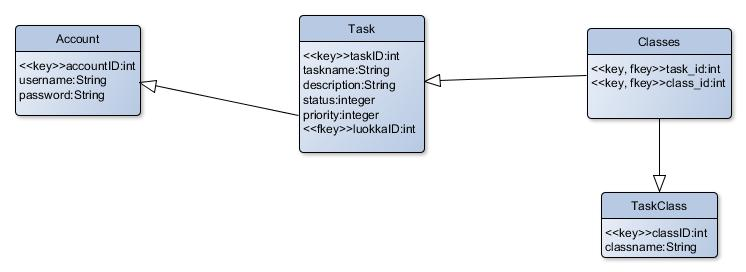 Account
<<key>>accountID:int
username:String
password:String
Task
<<key>>taskID:int
taskname:String
description:String
status:integer
priority:integer
<<fkey>>luokkaID:int
Classes
<<key, fkey>>task_id:int
<<key, fkey>>class_id:int
TaskClass
<<key>>classID:int
classname:String